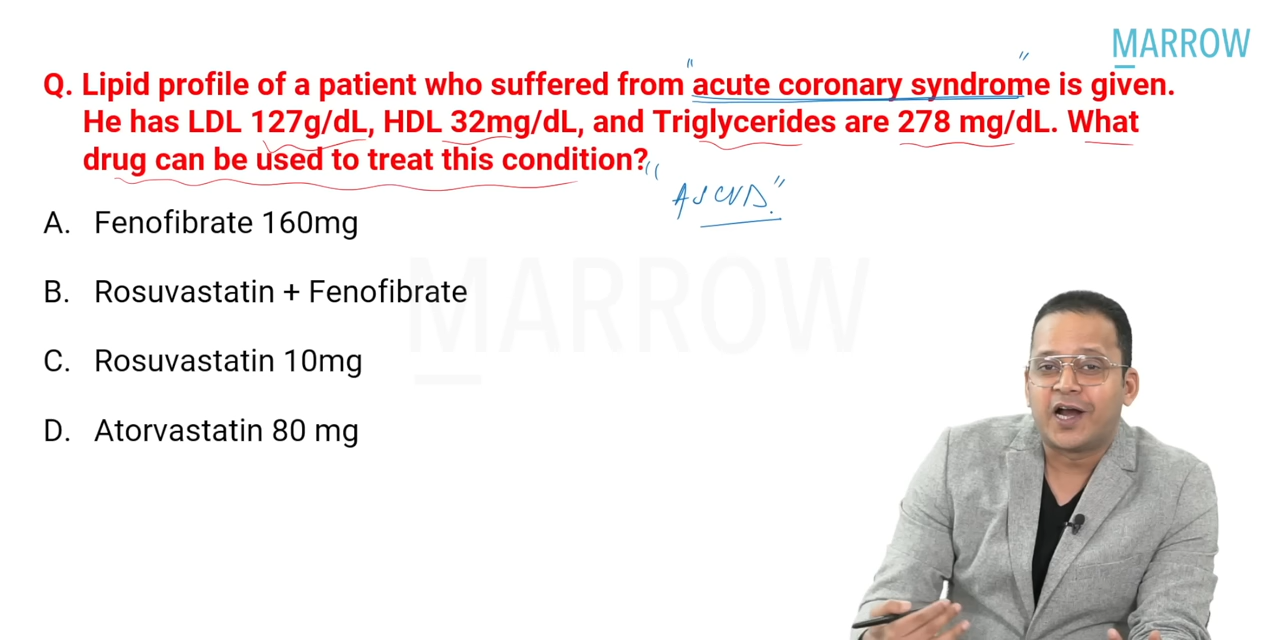 MARROW
Q. Lipid profile of a patient who suffered from "acute coronary syndrome" is given.
He has LDL 127g/dL, HDL 32mg/dL, and Triglycerides are 278 mg/dL. What
drug can be used to treat this condition?
"ASCVD."
A. Fenofibrate 160mg
B. Rosuvastatin + Fenofibrate
MARROW
C. Rosuvastatin 10mg
D. Atorvastatin 80 mg